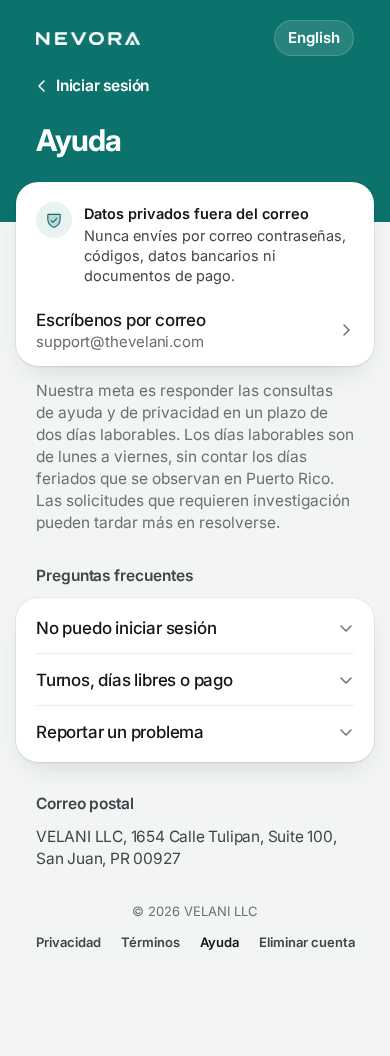 NEVORA
English
Iniciar sesión
Ayuda
Datos privados fuera del correo
Nunca envíes por correo contraseñas,
códigos, datos bancarios ni
documentos de pago.
Escríbenos por correo
support@thevelani.com
Nuestra meta es responder las consultas
de ayuda y de privacidad en un plazo de
dos días laborables. Los días laborables son
de lunes a viernes, sin contar los días
feriados que se observan en Puerto Rico.
Las solicitudes que requieren investigación
pueden tardar más en resolverse.
Preguntas frecuentes
No puedo iniciar sesión
Turnos, días libres o pago
Reportar un problema
Correo postal
VELANI LLC, 1654 Calle Tulipan, Suite 100,
San Juan, PR 00927
© 2026 VELANI LLC
Privacidad Términos Ayuda Eliminar cuenta